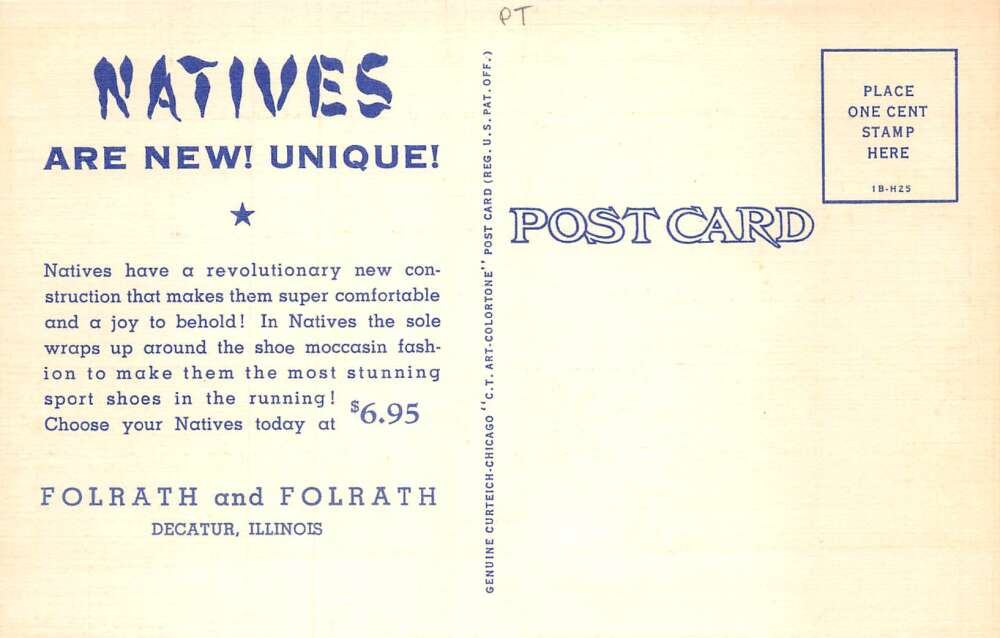 PT
NATIVES
ARE NEW! UNIQUE!
Natives have a revolutionary new con-
struction that makes them super comfortable
and a joy to behold! In Natives the sole
wraps up around the shoe moccasin fash-
ion to make them the most stunning
sport shoes in the running!
Choose your Natives today at $6.95
FOLRATH and FOLRATH
DECATUR, ILLINOIS
GENUINE CURTEICH-CHICAGO "C.T. ART-COLORTONE" POST CARD (REG. U.S. PAT. OFF.)
POST CARD
PLACE
ONE CENT
STAMP
HERE
1B-H25